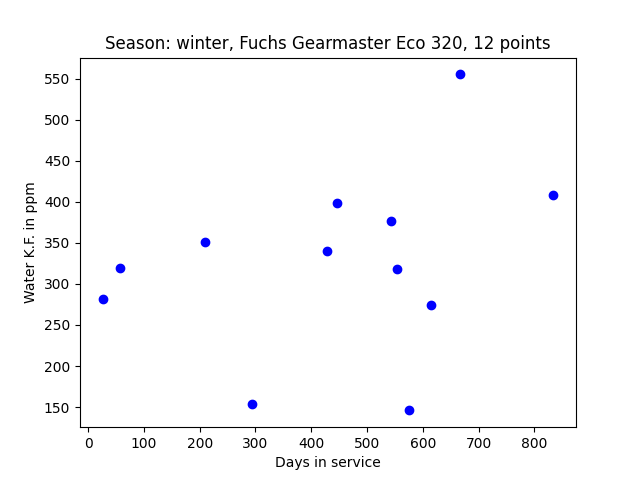 Season: winter, Fuchs Gearmaster Eco 320, 12 points
550
500
450
400
350
300
250
200
150
Water K.F. in ppm
0 100 200 300 400 500 600 700 800
Days in service